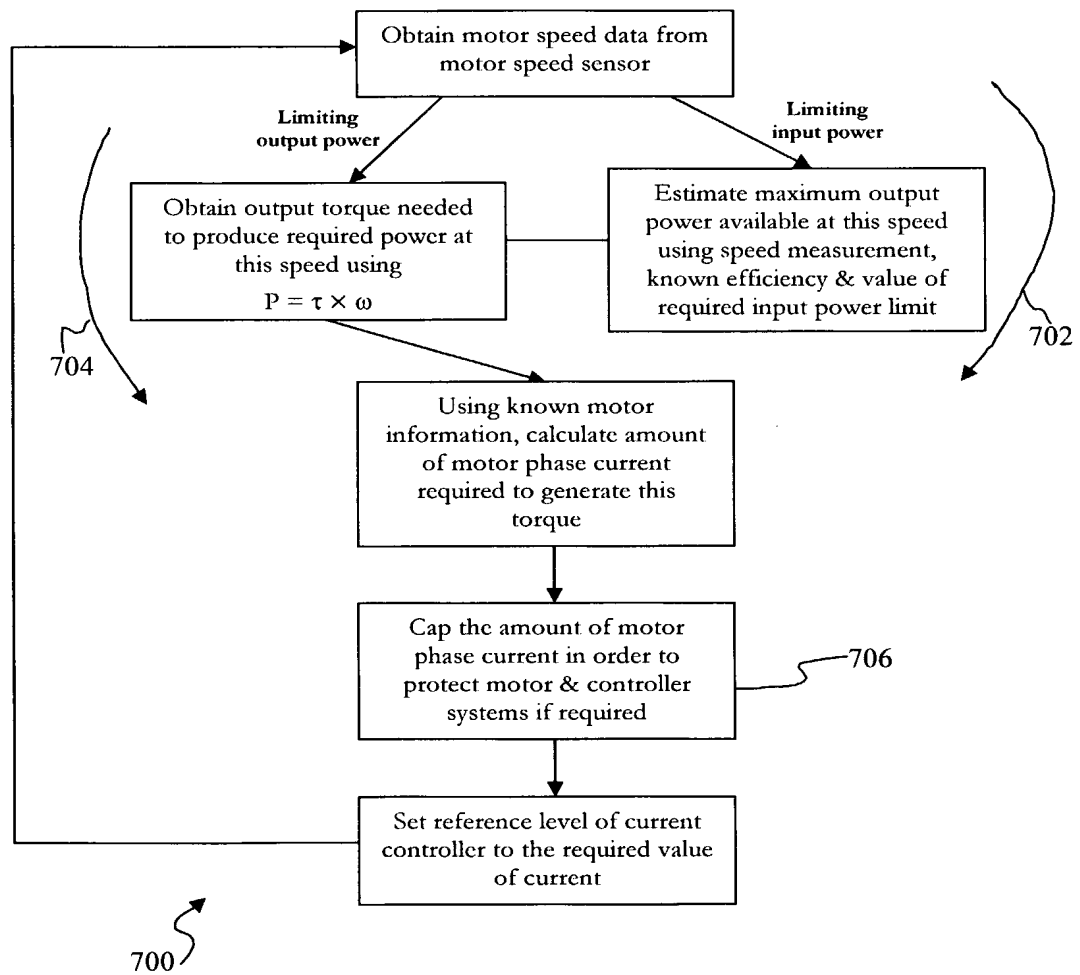 Obtain motor speed data from
motor speed sensor
Limiting
output power
Limiting
input power
Obtain output torque needed
to produce required power at
this speed using
P = τ × ω
Estimate maximum output
power available at this speed
using speed measurement,
known efficiency & value of
required input power limit
704
702
Using known motor
information, calculate amount
of motor phase current
required to generate this
torque
Cap the amount of motor
phase current in order to
protect motor & controller
systems if required
706
Set reference level of current
controller to the required value
of current
700